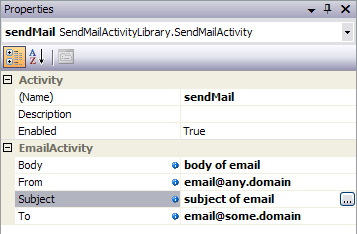 Properties
sendMail SendMailActivityLibrary.SendMailActivity
Activity
(Name) sendMail
Description
Enabled True
EmailActivity
Body body of email
From email@any.domain
Subject subject of email ...
To email@some.domain